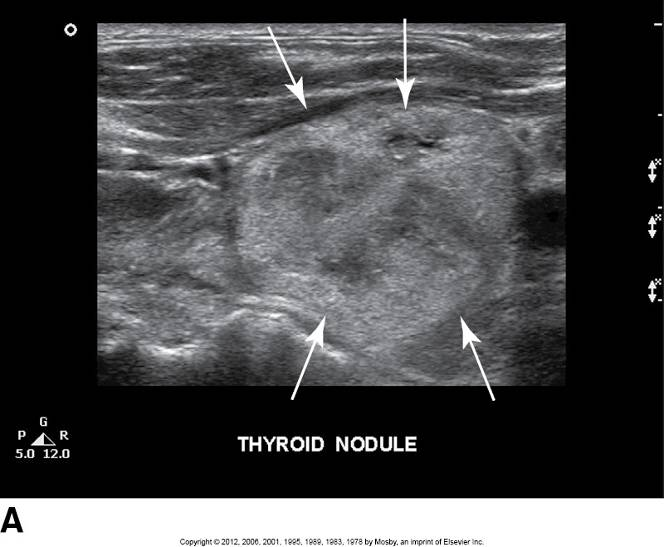 G
P R
5.0 12.0
THYROID NODULE
A
Copyright © 2012, 2006, 2001, 1995, 1989, 1983, 1978 by Mosby, an imprint of Elsevier Inc.